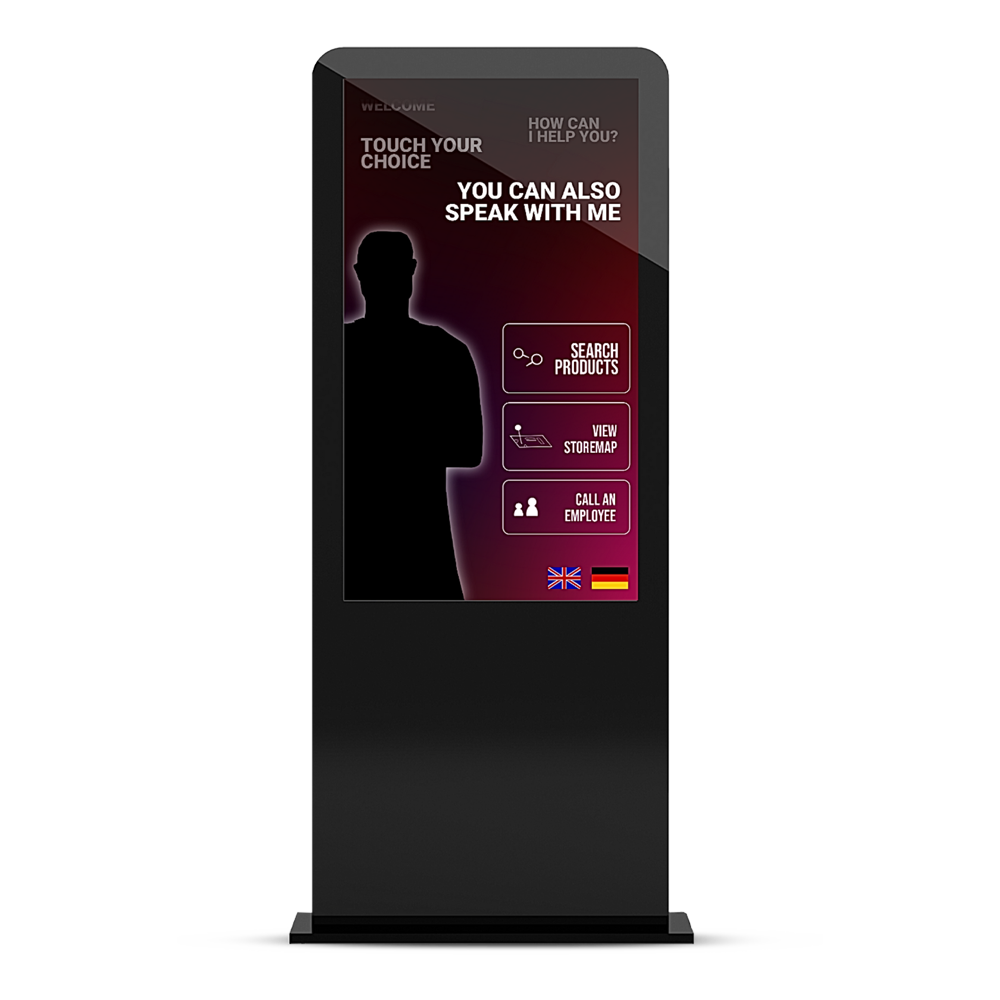 WELCOME
HOW CAN
I HELP YOU?
TOUCH YOUR
CHOICE
YOU CAN ALSO
SPEAK WITH ME
SEARCH
PRODUCTS
VIEW
STOREMAP
CALL AN
EMPLOYEE